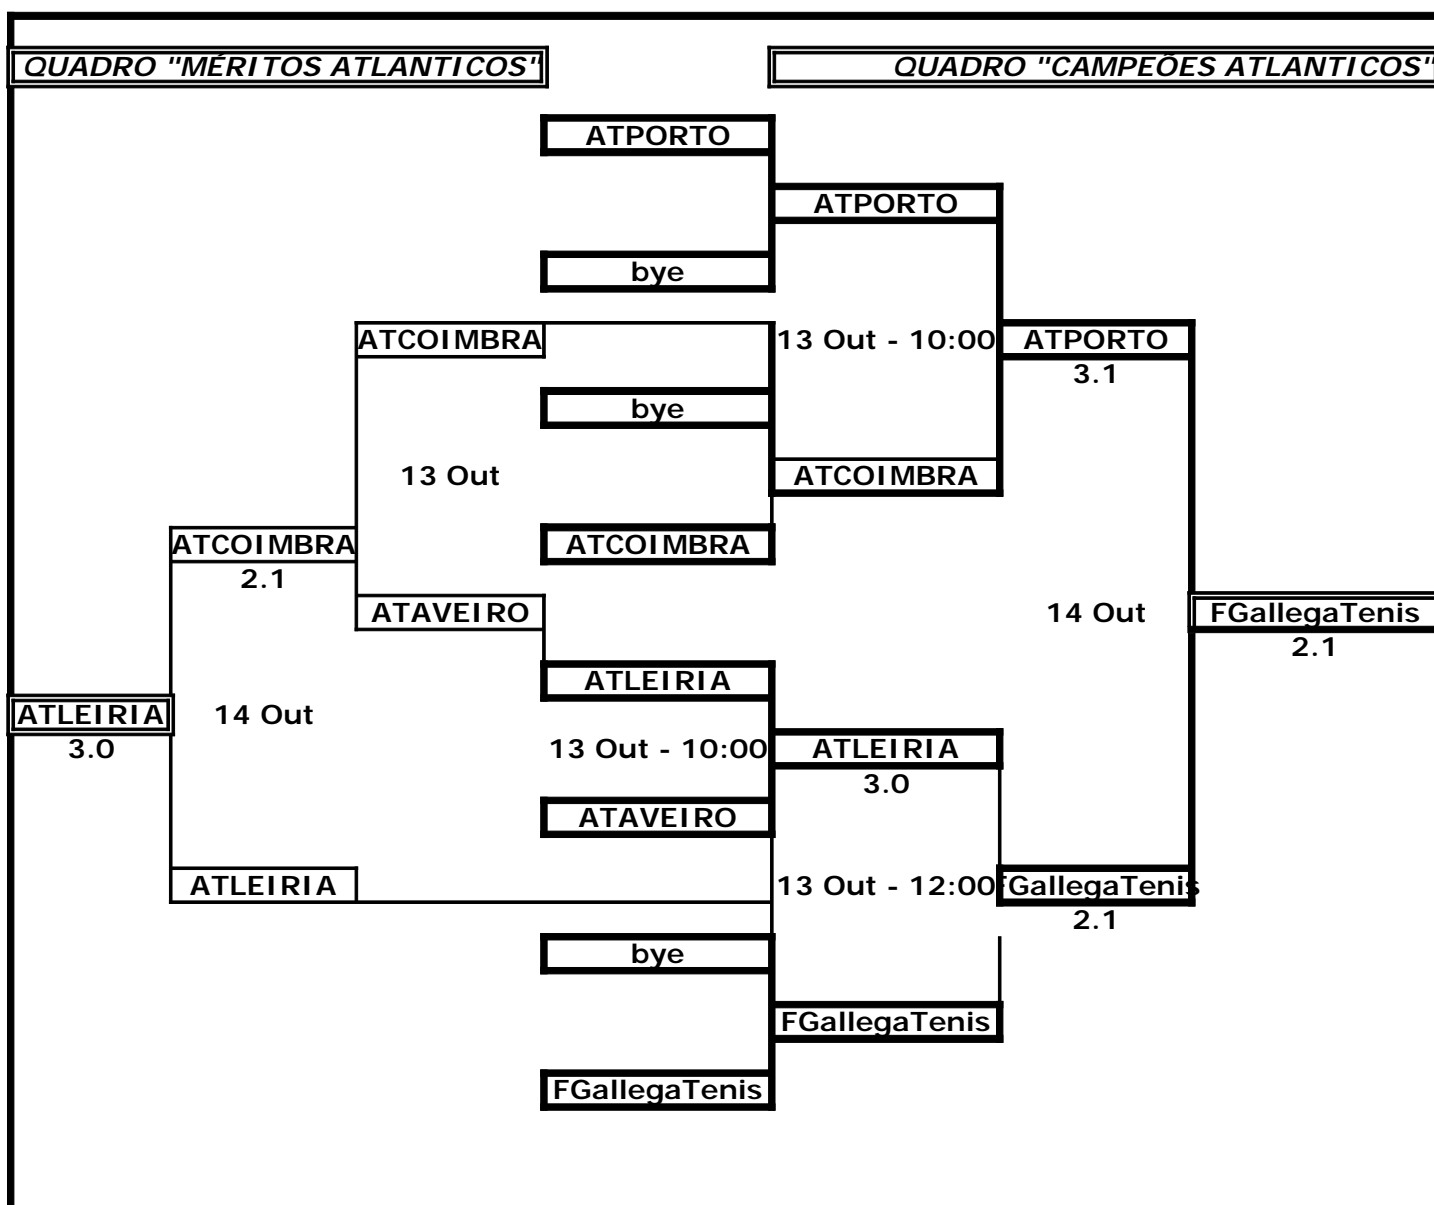 QUADRO "MÉRITOS ATLANTICOS"
QUADRO "CAMPEÕES ATLANTICOS"
ATPORTO
ATPORTO
bye
ATCOIMBRA
13 Out - 10:00
ATPORTO
3.1
bye
13 Out
ATCOIMBRA
ATCOIMBRA
ATCOIMBRA
2.1
ATAVEIRO
14 Out
FGallegaTenis
2.1
ATLEIRIA
ATLEIRIA
14 Out
3.0
13 Out - 10:00
ATLEIRIA
3.0
ATAVEIRO
ATLEIRIA
13 Out - 12:00
FGallegaTenis
2.1
bye
FGallegaTenis
FGallegaTenis